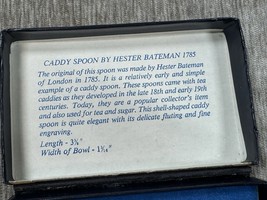 CADDY SPOON BY HESTER BATEMAN 1785
The original of this spoon was made by Hester Bateman
of London in 1785. It is a relatively early and simple
example of a caddy spoon. These spoons came with tea
caddies as they developed in the late 18th and early 19th
centuries. Today, they are a popular collector's item
and also used for tea and sugar. This shell-shaped caddy
spoon is quite elegant with its delicate fluting and fine
engraving.
Length - 3¼"
Width of Bowl - 1¼"